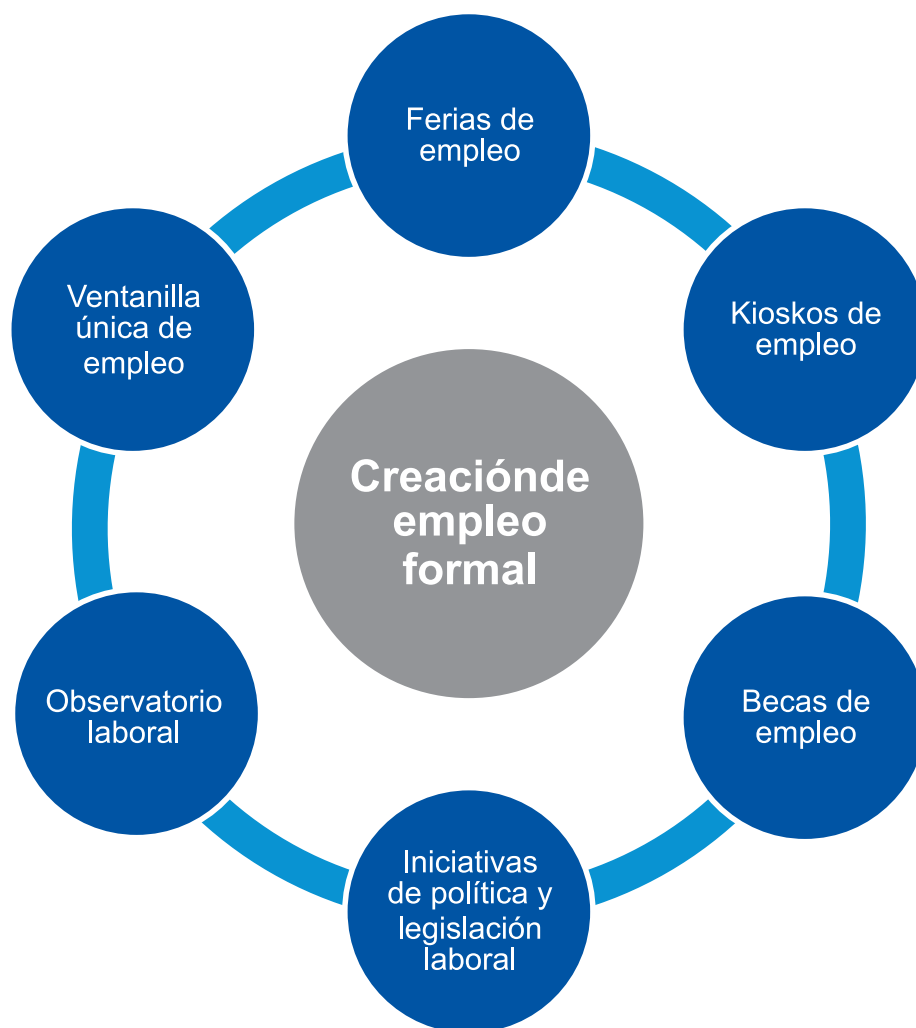 Ferias de
empleo
Ventanilla
única de
empleo
Kioskos de
empleo
Creaciónde
empleo
formal
Observatorio
laboral
Becas de
empleo
Iniciativas
de política y
legislación
laboral